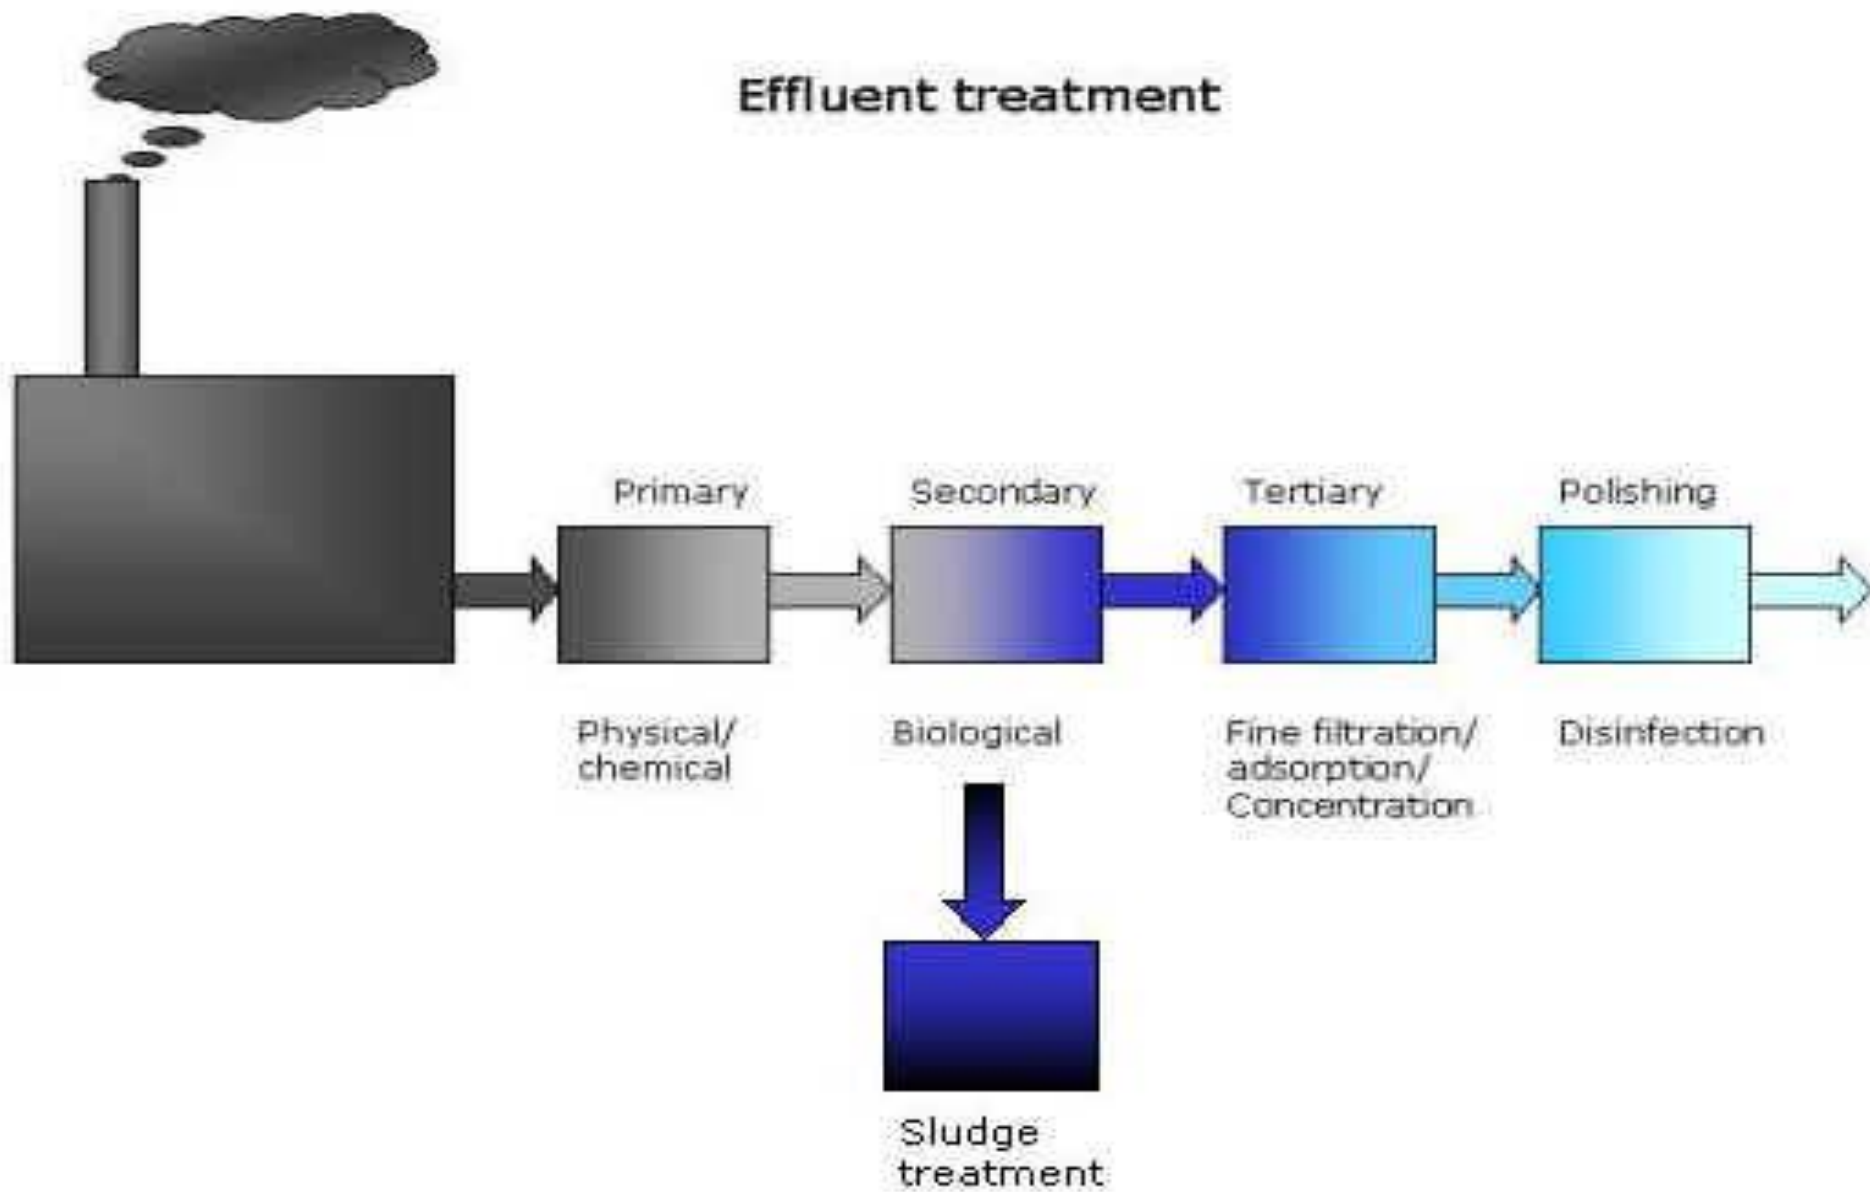 Effluent treatment
Primary
Secondary
Tertiary
Polishing
Physical/
chemical
Biological
Fine filtration/
adsorption/
Concentration
Disinfection
Sludge
treatment